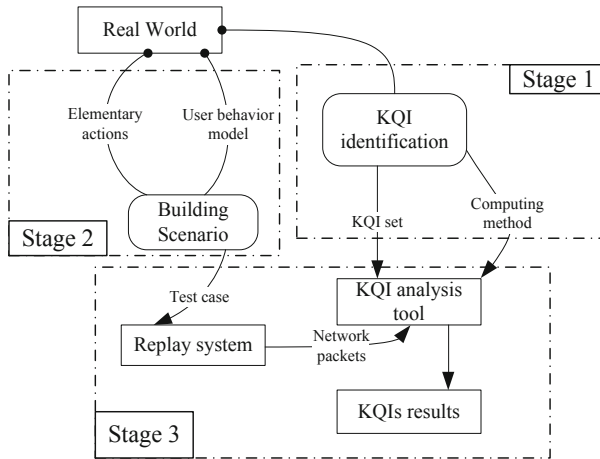 Real World
Stage 1
Elementary
actions
User behavior
model
KQI
identification
Building
Scenario
Stage 2
KQI set
Computing
method
Test case
KQI analysis
tool
Replay system
Network
packets
KQIs results
Stage 3